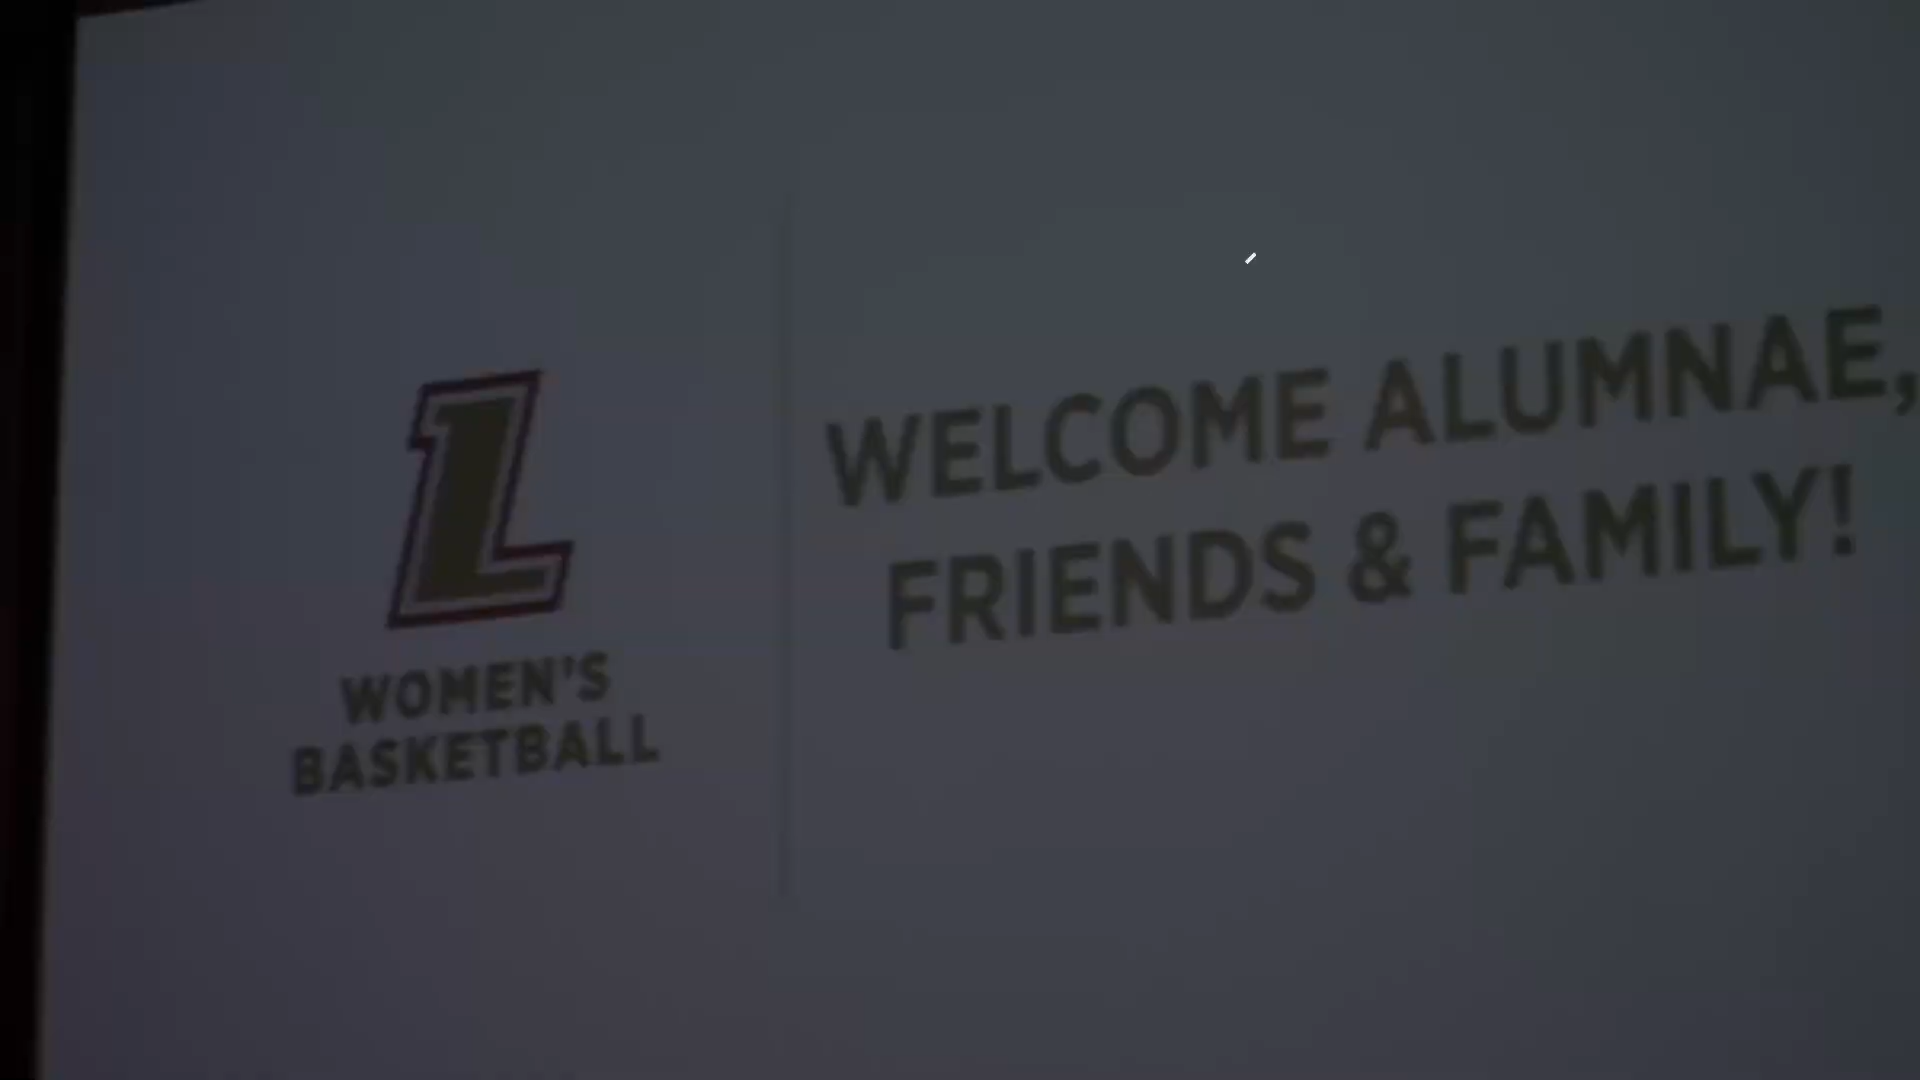 L
WOMEN'S
BASKETBALL
WELCOME ALUMNAE,
FRIENDS & FAMILY!